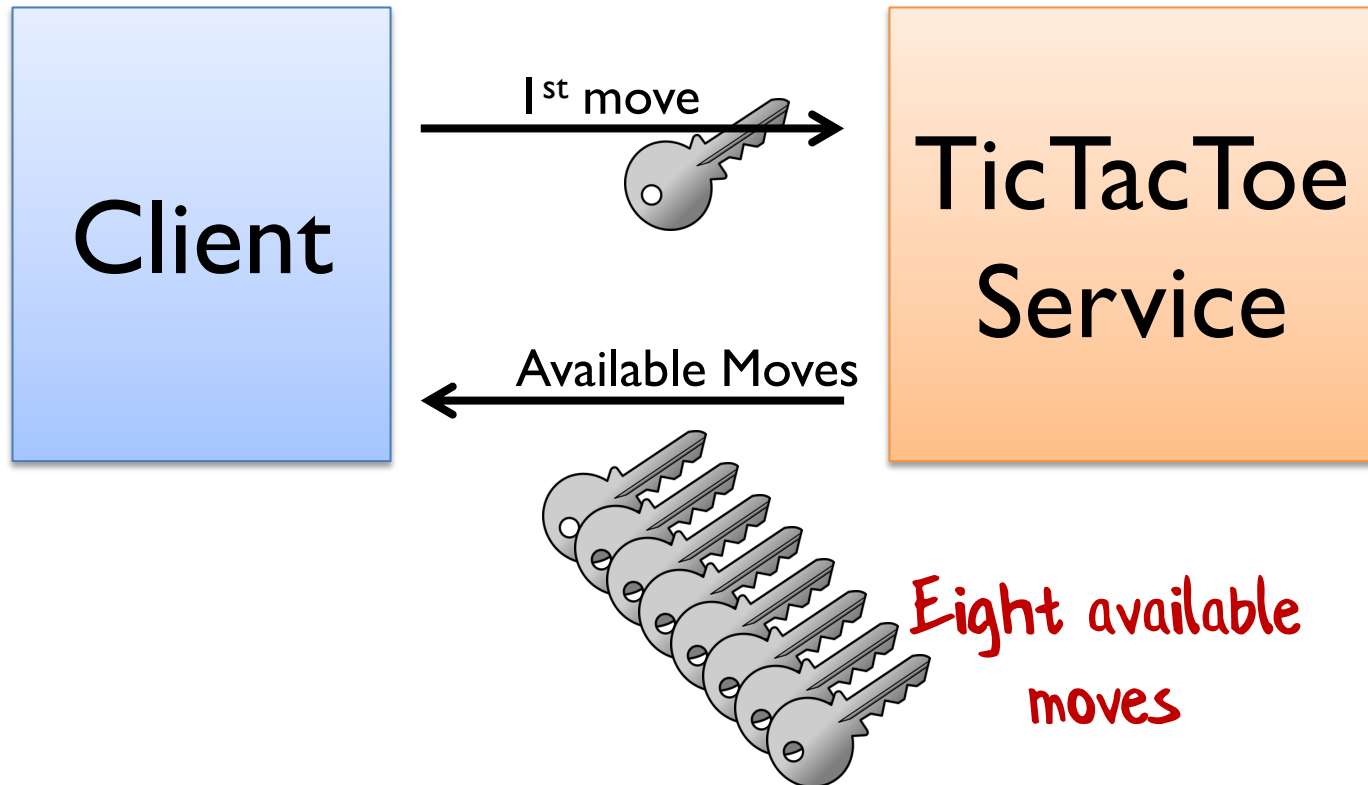 Client
1st move
TicTacToe
Service
Available Moves
Eight available
moves